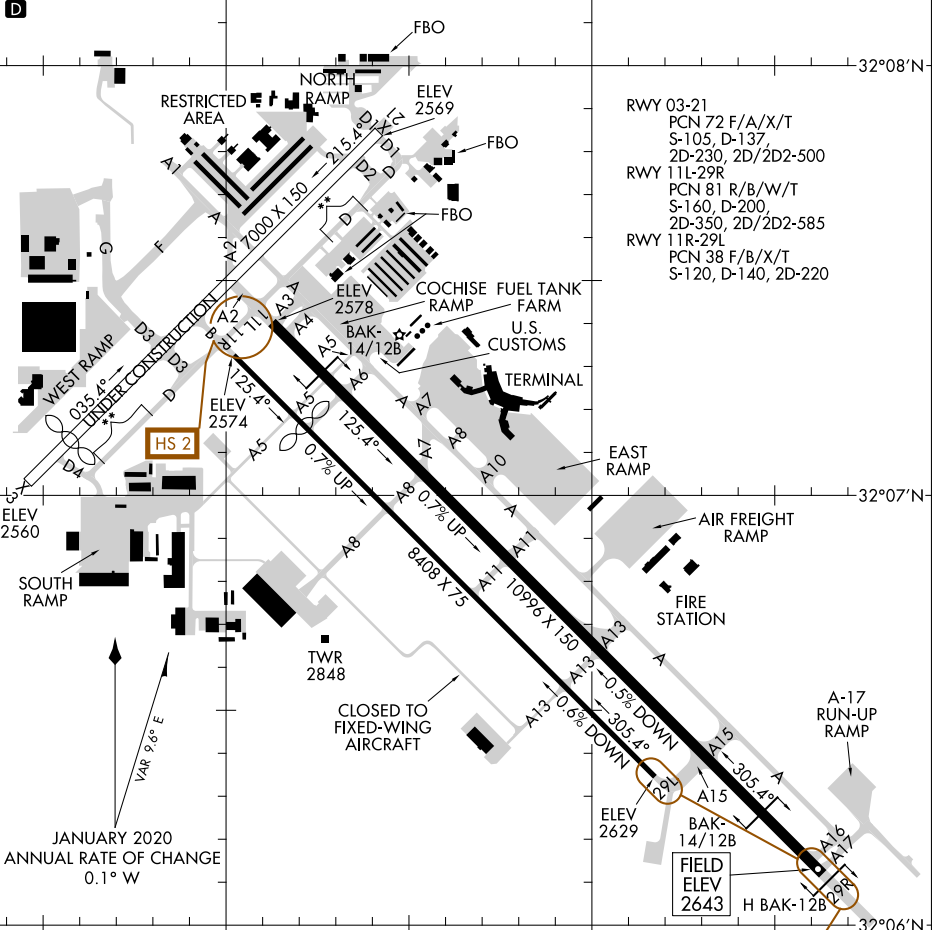 D
FBO
32°08'N
NORTH
RAMP
RESTRICTED
AREA
ELEV
2569
21
D1
D1
D2
D
FBO
215.4°
7000 X 150
**
D
FBO
A1
A
A2
F
G
RWY 03-21
PCN 72 F/A/X/T
S-105, D-137,
2D-230, 2D/2D2-500
RWY 11L-29R
PCN 81 R/B/W/T
S-160, D-200,
2D-350, 2D/2D2-585
RWY 11R-29L
PCN 38 F/B/X/T
S-120, D-140, 2D-220
ELEV
2578
COCHISE
RAMP
FUEL TANK
FARM
U.S.
CUSTOMS
TERMINAL
A
A3
A4
A2
B
11L
11R
BAK-
14/12B
A5
A6
A5
A5
D3
D3
D
WEST RAMP
035.4°
UNDER CONSTRUCTION
**
D4
3
ELEV
2560
HS 2
ELEV
2574
125.4°
0.7% UP
125.4°
0.7% UP
A
A7
A7
A8
A10
A8
A8
A
EAST
RAMP
32°07'N
AIR FREIGHT
RAMP
FIRE
STATION
SOUTH
RAMP
8408 X 75
10996 X 150
A11
A11
A13
A13
A13
A
TWR
2848
CLOSED TO
FIXED-WING
AIRCRAFT
0.5% DOWN
305.4°
0.6% DOWN
305.4°
A15
A15
A
A-17
RUN-UP
RAMP
VAR 9.6° E
JANUARY 2020
ANNUAL RATE OF CHANGE
0.1° W
29L
ELEV
2629
BAK-
14/12B
A16
A17
FIELD
ELEV
2643
29R
H BAK-12B
32°06'N